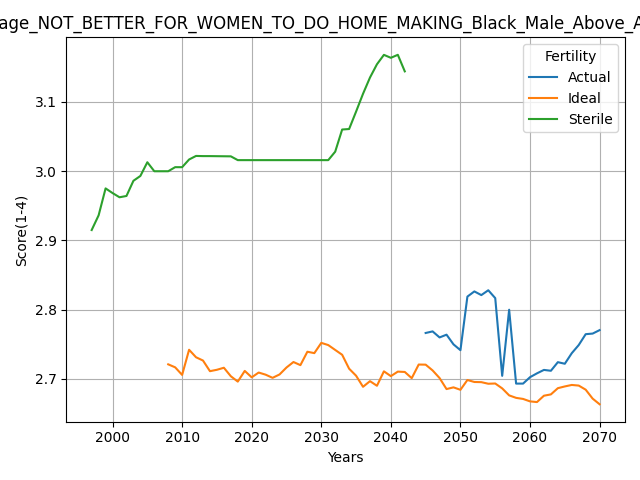 age_NOT_BETTER_FOR_WOMEN_TO_DO_HOME_MAKING_Black_Male_Above_A
Fertility
Actual
Ideal
Sterile
Score(1-4)
3.1
3.0
2.9
2.8
2.7
2000 2010 2020 2030 2040 2050 2060 2070
Years